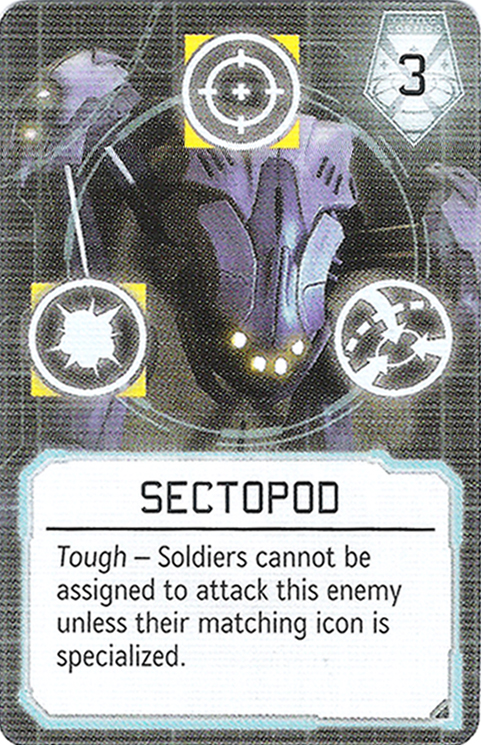 3
SECTOPOD
Tough – Soldiers cannot be
assigned to attack this enemy
unless their matching icon is
specialized.